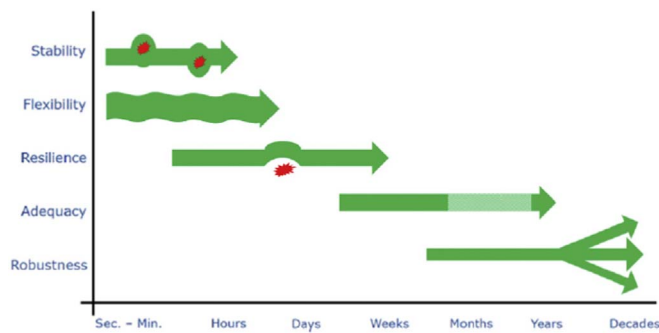 Stability
Flexibility
Resilience
Adequacy
Robustness
Sec. – Min. Hours Days Weeks Months Years Decades